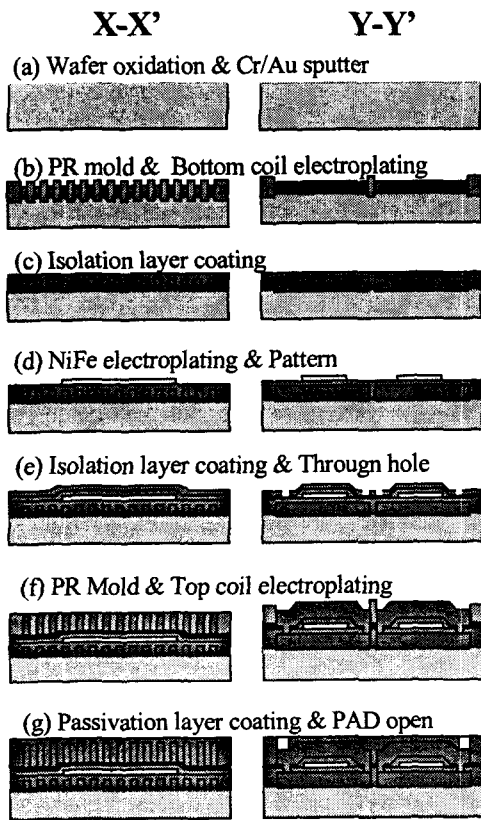 X-X' Y-Y'
(a) Wafer oxidation & Cr/Au sputter
(b) PR mold & Bottom coil electroplating
(c) Isolation layer coating
(d) NiFe electroplating & Pattern
(e) Isolation layer coating & Througn hole
(f) PR Mold & Top coil electroplating
(g) Passivation layer coating & PAD open